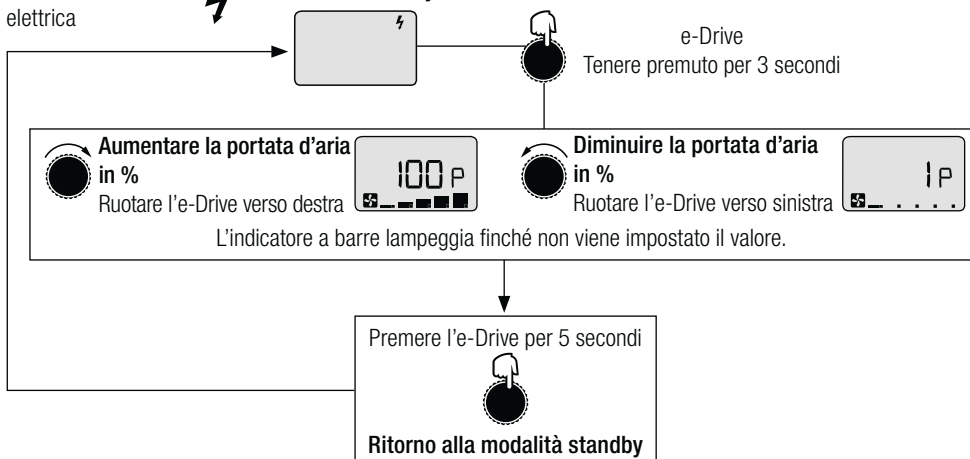 elettrica
e-Drive
Tenere premuto per 3 secondi
Aumentare la portata d'aria
in %
Ruotare l'e-Drive verso destra
100 P
Diminuire la portata d'aria
in %
Ruotare l'e-Drive verso sinistra
1 P
L'indicatore a barre lampeggia finché non viene impostato il valore.
Premere l'e-Drive per 5 secondi
Ritorno alla modalità standby